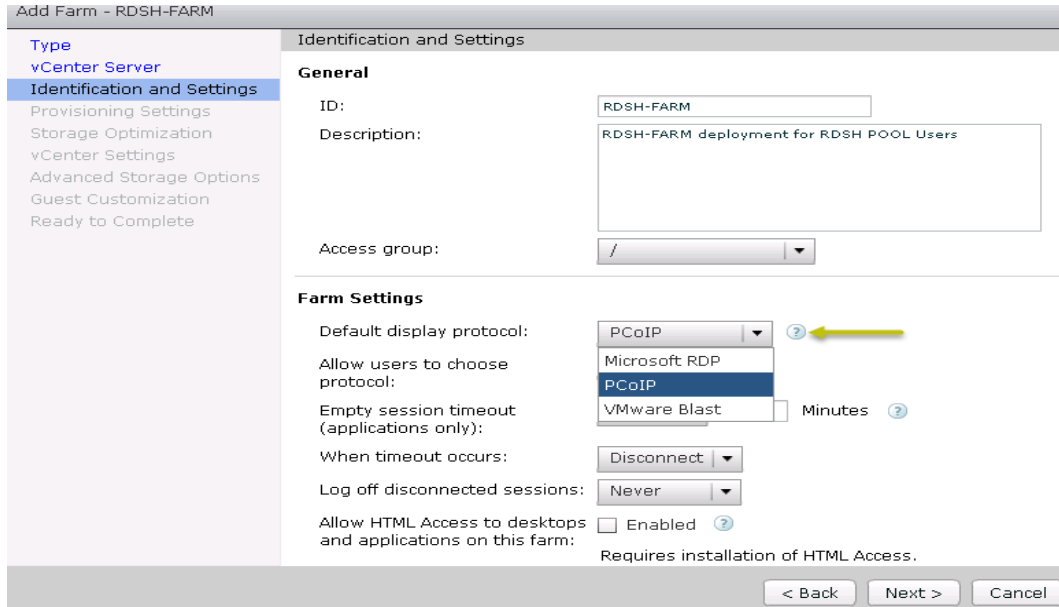 Add Farm - RDSH-FARM
Type
vCenter Server
Identification and Settings
Provisioning Settings
Storage Optimization
vCenter Settings
Advanced Storage Options
Guest Customization
Ready to Complete
Identification and Settings
General
ID:
RDSH-FARM
Description:
RDSH-FARM deployment for RDSH POOL Users
Access group:
/
Farm Settings
Default display protocol:
PCoIP
?
Microsoft RDP
PCoIP
VMware Blast
Allow users to choose
protocol:
Empty session timeout
(applications only):
Minutes
?
When timeout occurs:
Disconnect
Log off disconnected sessions:
Never
Allow HTML Access to desktops
and applications on this farm:
Enabled
?
Requires installation of HTML Access.
< Back
Next >
Cancel